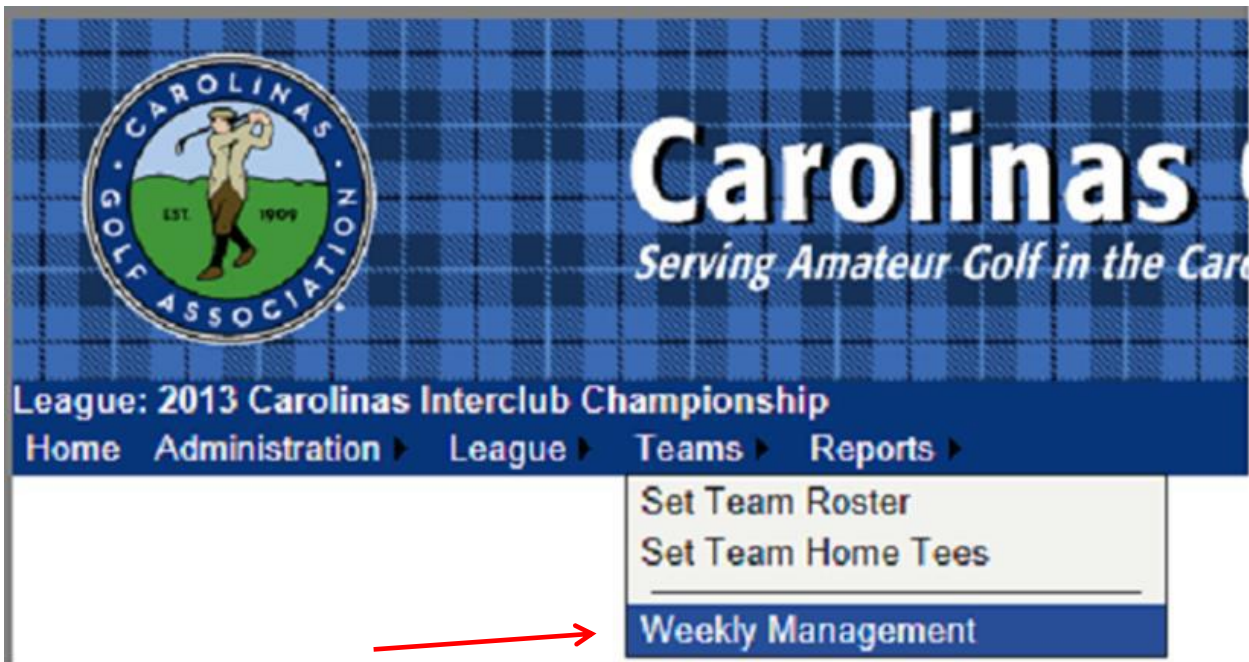 CAROLINAS
GOLF ASSOCIATION
EST. 1909
Carolinas
Serving Amateur Golf in the
League: 2013 Carolinas Interclub Championship
Home Administration League Teams Reports
Set Team Roster
Set Team Home Tees
Weekly Management